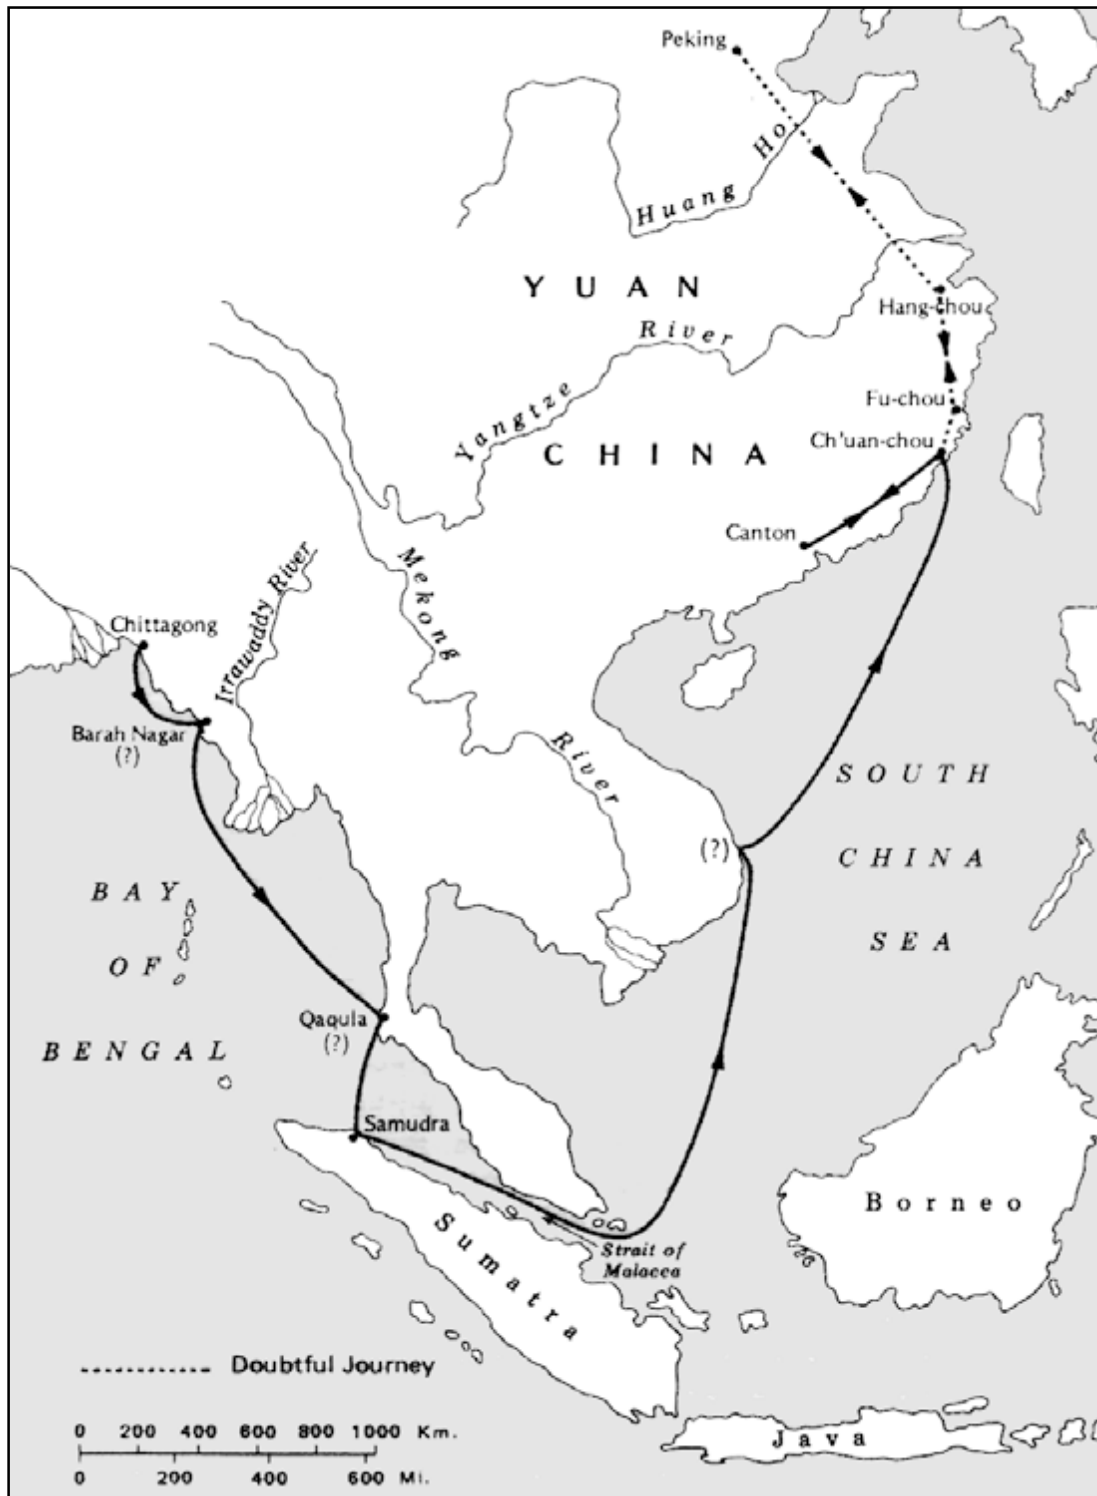 Peking
Huang Ho
YUAN
Hang-chou
River
Yangtze
Fu-chou
Ch'uan-chou
CHINA
Canton
Mekong
Irrawaddy River
Chittagong
Barah Nagar
(?)
River
SOUTH
(?)
CHINA
BAY
SEA
OF
Qaqula
(?)
BENGAL
Samudra
Borneo
Sumatra
Strait of
Malacca
Doubtful Journey
0 200 400 600 800 1000 Km.
0 200 400 600 Mi.
Java